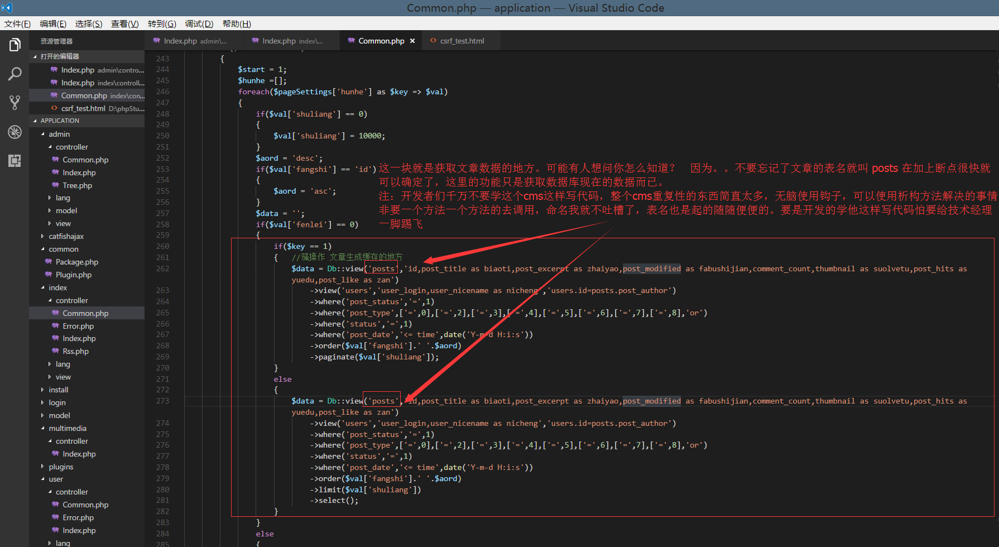 Common.php — application — Visual Studio Code
文件(F) 编辑(E) 选择(S) 查看(V) 转到(G) 调试(D) 帮助(H)
资源管理器
打开的编辑器
Index.php admin\contro...
Index.php index\controll...
Common.php index\con...
csrf_test.html D:\phpStu...
APPLICATION
admin
controller
Common.php
Index.php
Tree.php
lang
model
view
catfishajax
common
Package.php
Plugin.php
index
controller
Common.php
Error.php
Index.php
Rss.php
lang
view
install
login
model
multimedia
controller
Index.php
plugins
user
controller
Common.php
Error.php
Index.php
lang
Index.php admin\... Index.php index\... Common.php × csrf_test.html
243 {
244 $start = 1;
245 $hunhe =[];
246 foreach($pageSettings['hunhe'] as $key => $val)
247 {
248 if($val['shuliang'] == 0)
249 {
250 $val['shuliang'] = 10000;
251 }
252 $aord = 'desc';
253 if($val['fangshi'] == 'id')
254 {
255 $aord = 'asc';
256 }
257 $data = '';
258 if($val['fenlei'] == 0)
259 {
260 if($key == 1)
261 { //骚操作 文章生成缓存的地方
262 $data = Db::view('posts','id,post_title as biaoti,post_excerpt as zhaiyao,post_modified as fabushijian,comment_count,thumbnail as suolvetu,post_hits as
yuedu,post_like as zan')
263 ->view('users','user_login,user_nicename as nicheng','users.id=posts.post_author')
264 ->where('post_status','=',1)
265 ->where('post_type',['=',0],['=',2],['=',3],['=',4],['=',5],['=',6],['=',7],['=',8],'or')
266 ->where('status','=',1)
267 ->where('post_date','<= time',date('Y-m-d H:i:s'))
268 ->order($val['fangshi'].' '.$aord)
269 ->paginate($val['shuliang']);
270 }
271 else
272 {
273 $data = Db::view('posts','id,post_title as biaoti,post_excerpt as zhaiyao,post_modified as fabushijian,comment_count,thumbnail as suolvetu,post_hits as
yuedu,post_like as zan')
274 ->view('users','user_login,user_nicename as nicheng','users.id=posts.post_author')
275 ->where('post_status','=',1)
276 ->where('post_type',['=',0],['=',2],['=',3],['=',4],['=',5],['=',6],['=',7],['=',8],'or')
277 ->where('status','=',1)
278 ->where('post_date','<= time',date('Y-m-d H:i:s'))
279 ->order($val['fangshi'].' '.$aord)
280 ->limit($val['shuliang'])
281 ->select();
282 }
283 }
284 else
285 {
这一块就是获取文章数据的地方。可能有人想问你怎么知道？ 因为。。不要忘记了文章的表名就叫 posts 在加上断点很快就
可以确定了，这里的功能只是获取数据库现在的数据而已。
注：开发者们千万不要学这个cms这样写代码，整个cms重复性的东西简直太多，无脑使用钩子，可以使用析构方法解决的事情
非要一个方法一个方法的去调用，命名我就不吐槽了，表名也是起的随随便便的。要是开发的学他这样写代码怕要给技术经理
一脚踢飞